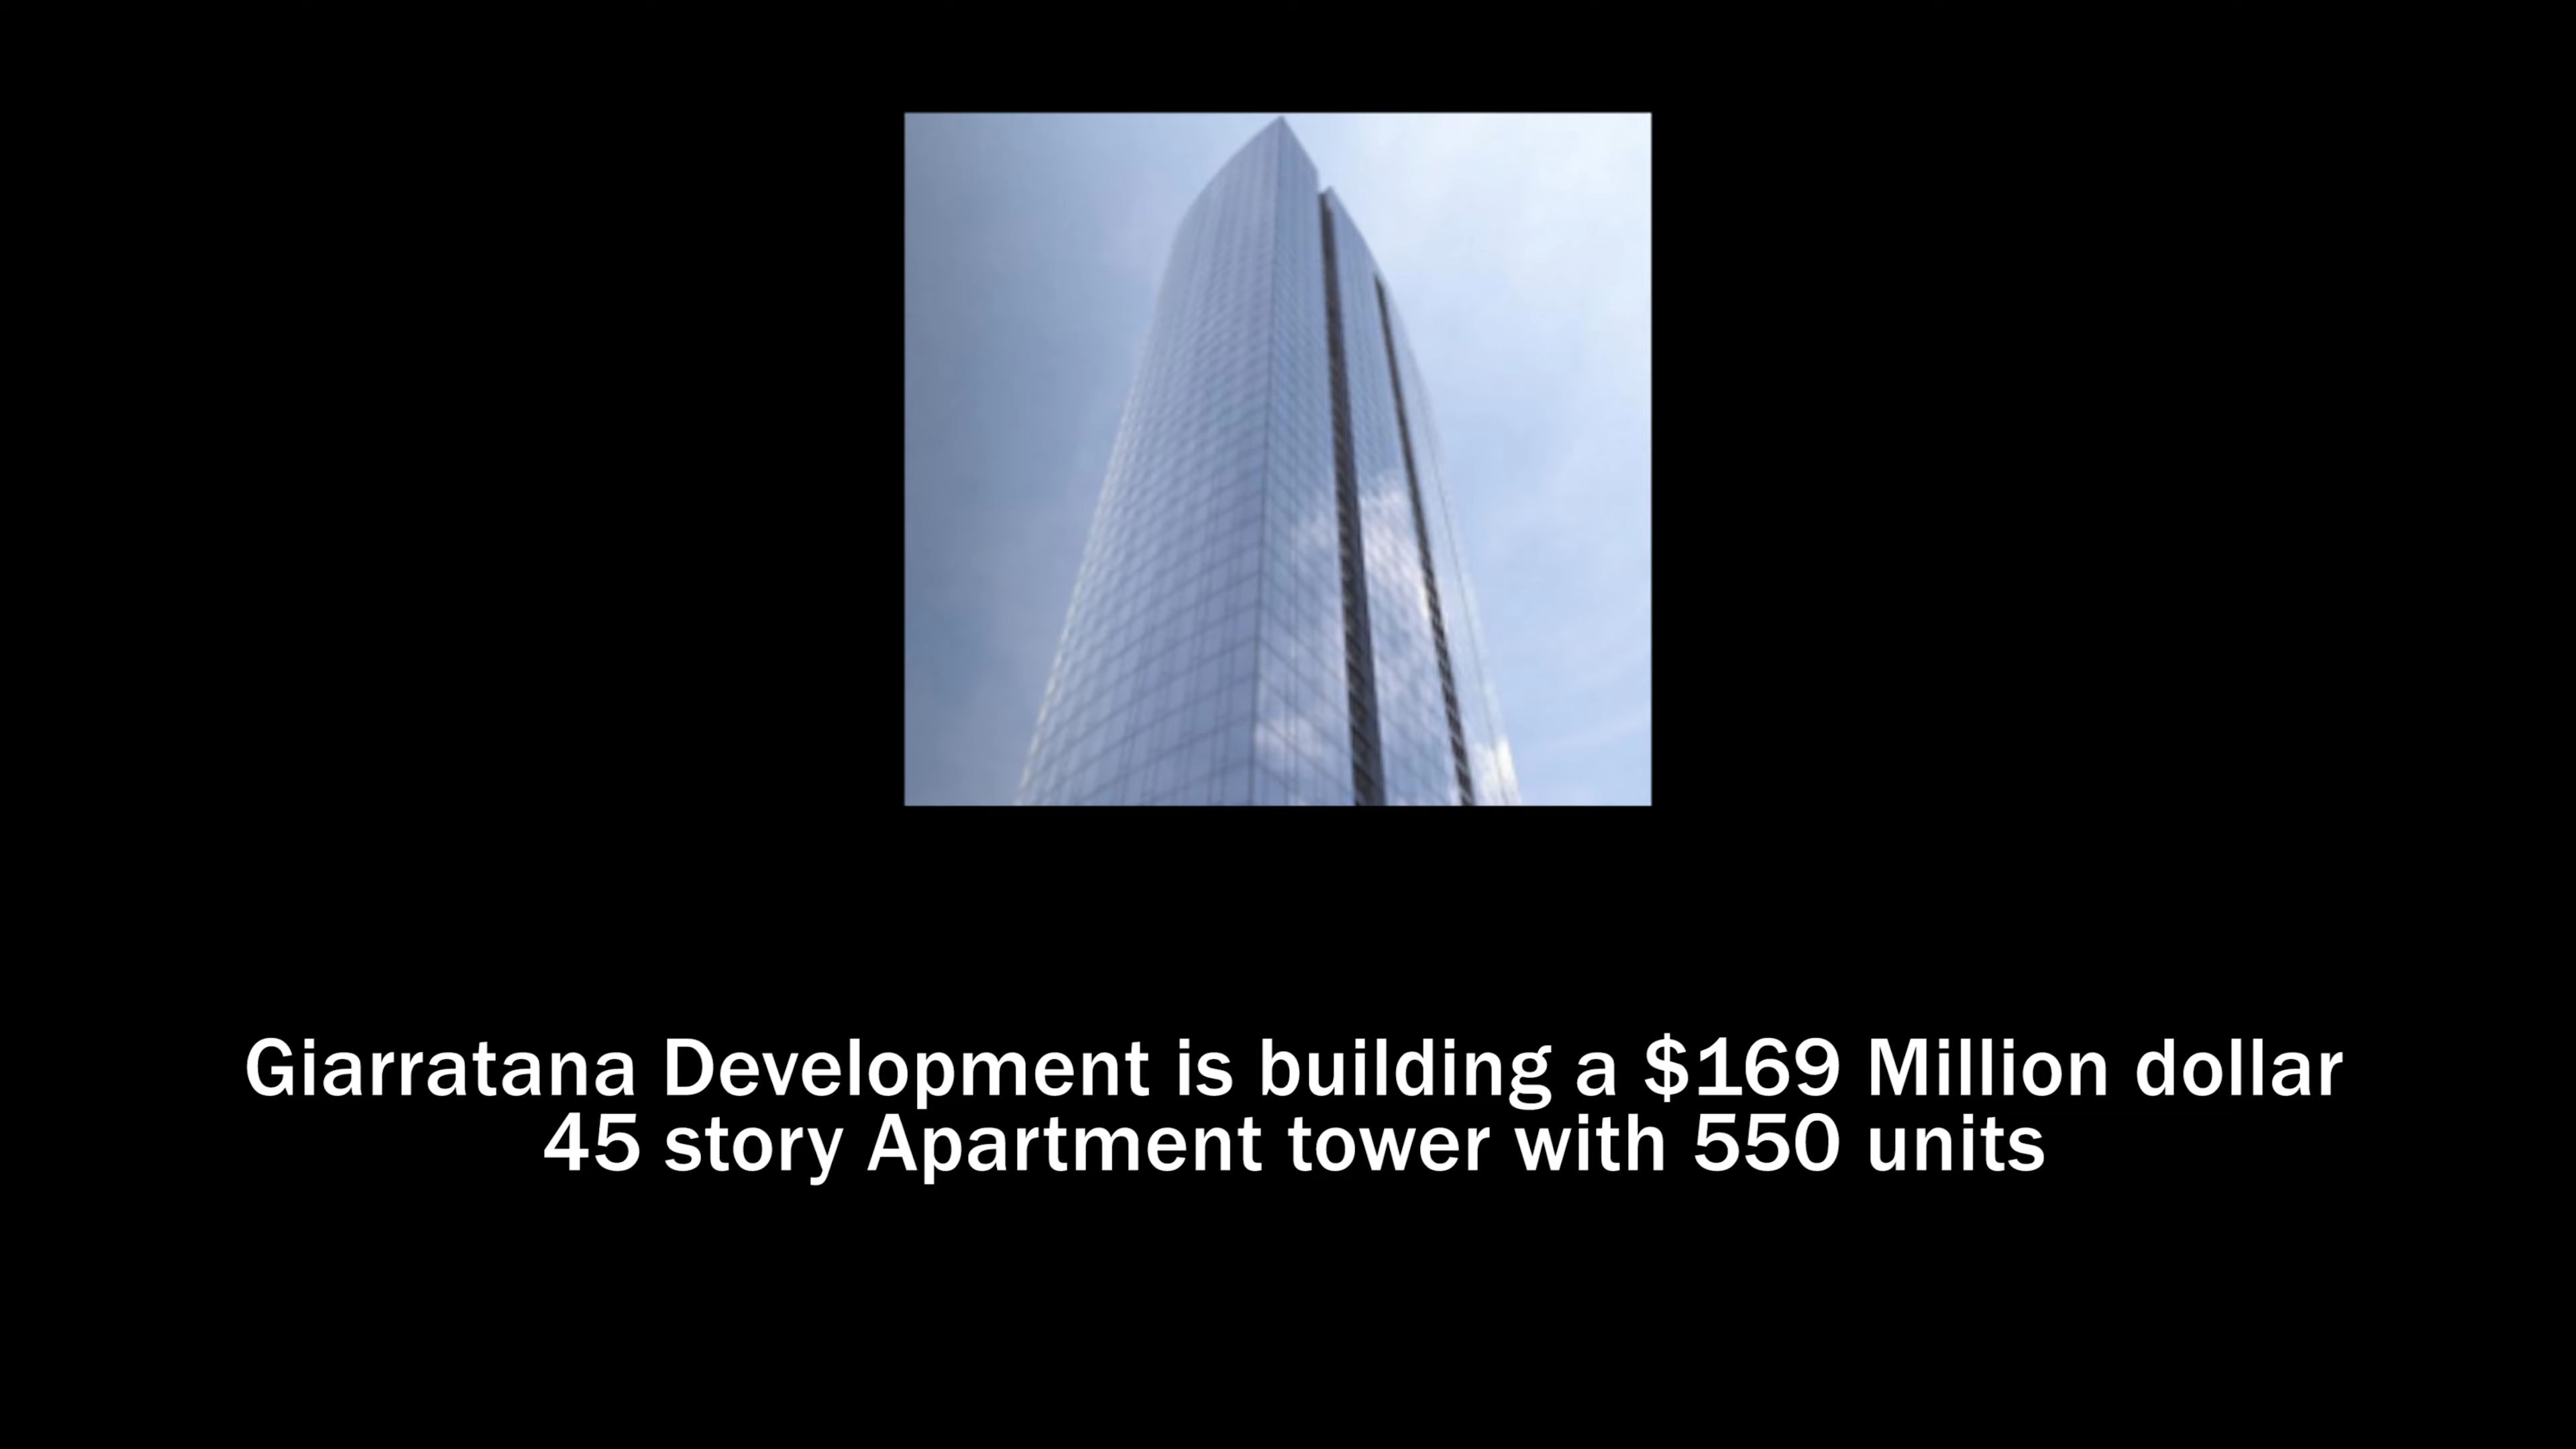 Giarratana Development is building a $169 Million dollar
45 story Apartment tower with 550 units